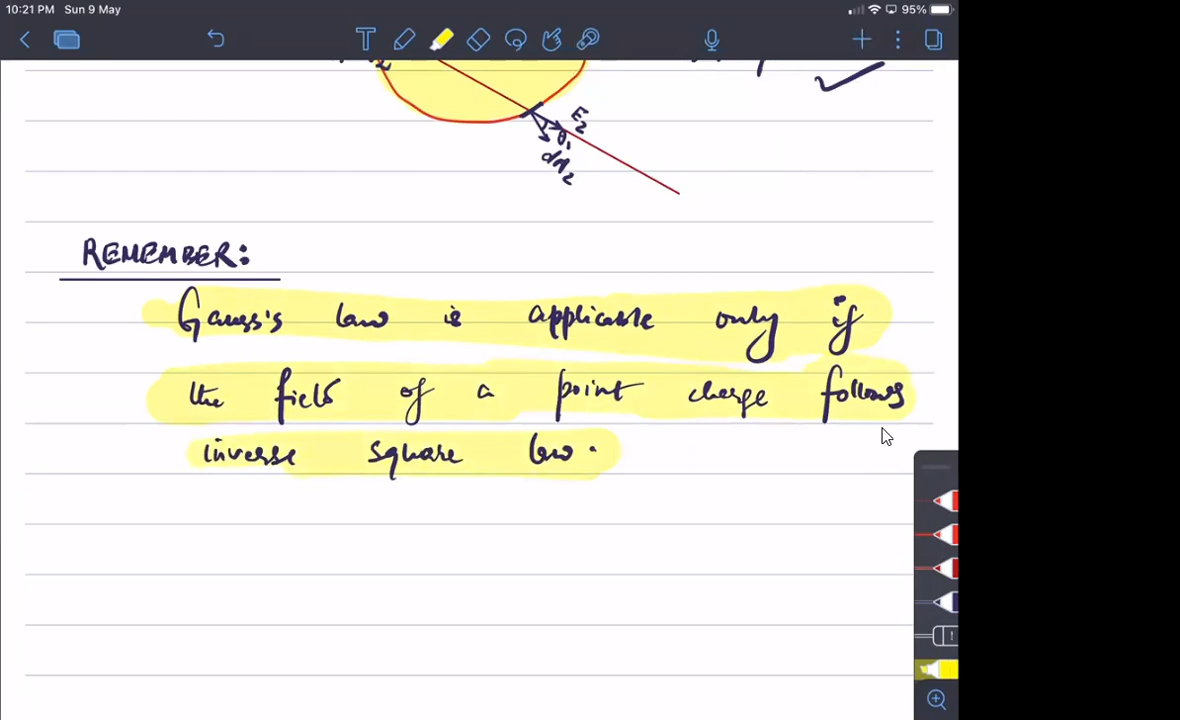 10:21 PM Sun 9 May 95%
E2
θ1
dA2
REMEMBER:
Gauss's law is applicable only if
the field of a point charge follows
inverse square law.